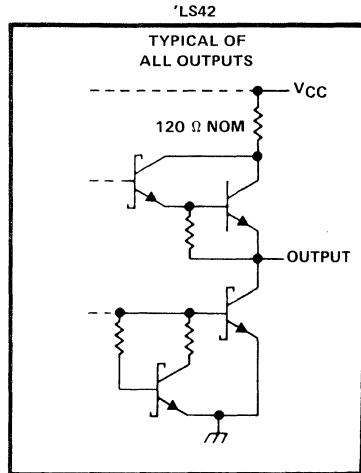 'LS42
TYPICAL OF
ALL OUTPUTS
VCC
120 Ω NOM
OUTPUT